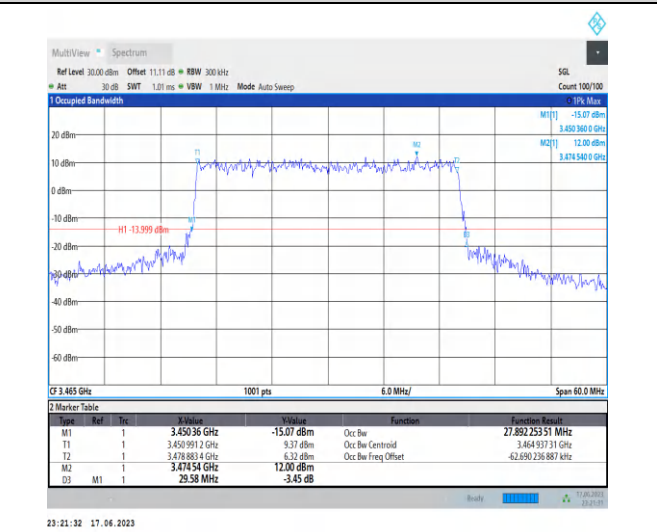 MultiView Spectrum
Ref Level 30.00 dBm Offset 11.11 dB RBW 300 kHz SGL
Att 30 dB SWT 1.01 ms VBW 1 MHz Mode Auto Sweep Count 100/100
1 Occupied Bandwidth 1Pk Max
M1[1] -15.07 dBm
3.450 360 0 GHz
M2[1] 12.00 dBm
3.474 540 0 GHz
20 dBm
M2
T1
T2
10 dBm
0 dBm
-10 dBm
M1
H1 -13.999 dBm
D3
-20 dBm
-30 dBm
-40 dBm
-50 dBm
-60 dBm
CF 3.465 GHz 1001 pts 6.0 MHz/ Span 60.0 MHz
2 Marker Table
Type Ref Trc X-Value Y-Value Function Function Result
M1 1 3.450 36 GHz -15.07 dBm Occ Bw 27.892 253 51 MHz
T1 1 3.450 991 2 GHz 9.37 dBm Occ Bw Centroid 3.464 937 31 GHz
T2 1 3.478 883 4 GHz 6.32 dBm Occ Bw Freq Offset -62.690 236 887 kHz
M2 1 3.474 54 GHz 12.00 dBm
D3 M1 1 29.58 MHz -3.45 dB
Ready 17.06.2023
23:21:31
23:21:32 17.06.2023